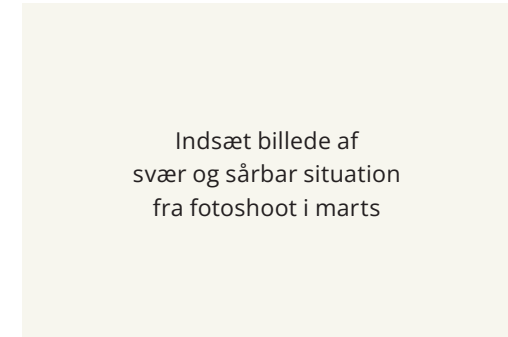 Indsæt billede af
svær og sårbar situation
fra fotoshoot i marts